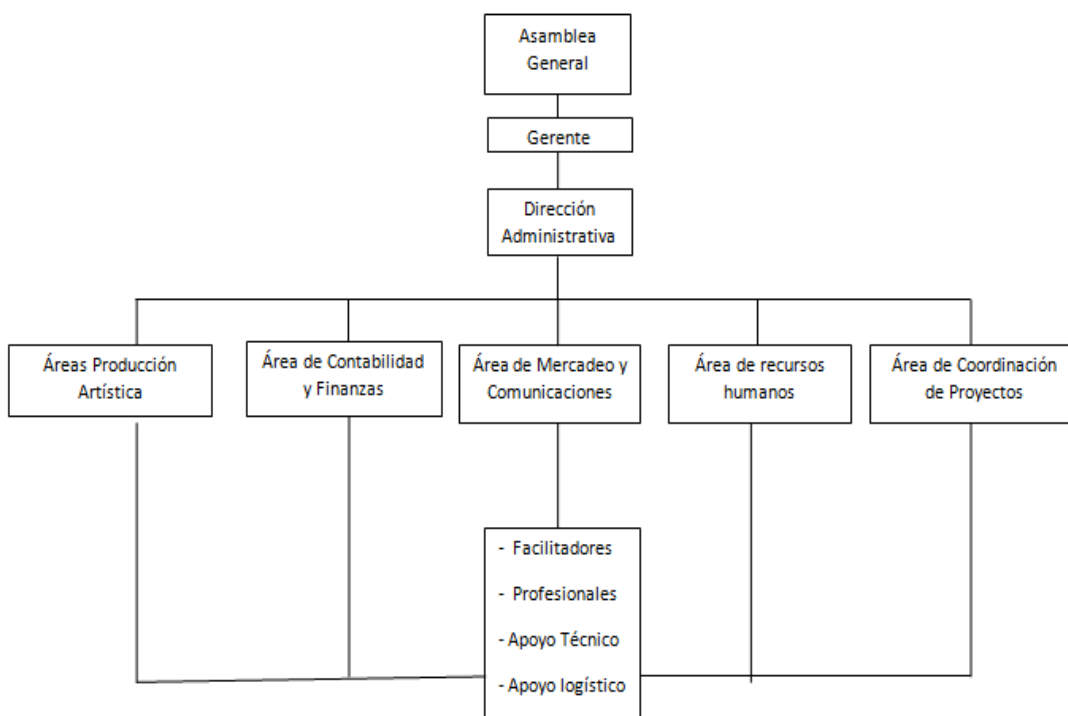 Asamblea
General
Gerente
Dirección
Administrativa
Áreas Producción
Artística
Área de Contabilidad
y Finanzas
Área de Mercadeo y
Comunicaciones
Área de recursos
humanos
Área de Coordinación
de Proyectos
- Facilitadores
- Profesionales
- Apoyo Técnico
- Apoyo logístico